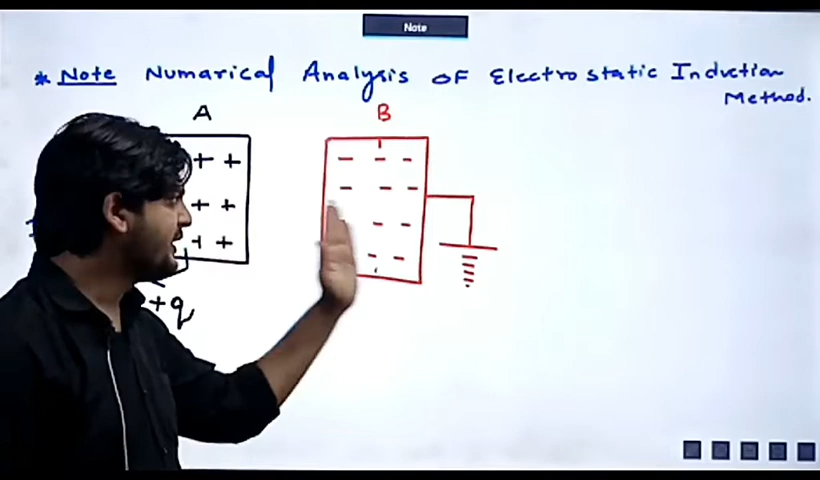 Note
* Note Numarical Analysis OF Electrostatic Induction
Method.
A
B
+ +
+ +
+ +
+q
- - -
- - -
- -
- -